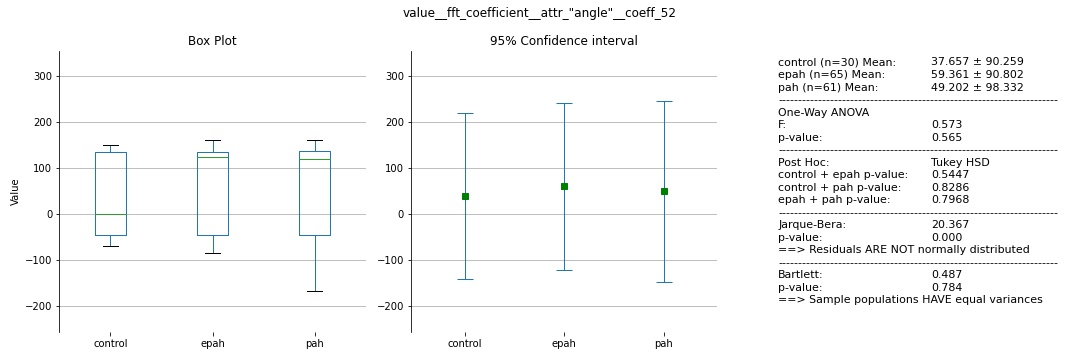 value__fft_coefficient__attr_"angle"__coeff_52
Box Plot
300
200
100
0
−100
−200
Value
control
epah
pah
95% Confidence interval
300
200
100
0
−100
−200
control
epah
pah
control (n=30) Mean: 37.657 ± 90.259
epah (n=65) Mean: 59.361 ± 90.802
pah (n=61) Mean: 49.202 ± 98.332
One-Way ANOVA
F: 0.573
p-value: 0.565
Post Hoc: Tukey HSD
control + epah p-value: 0.5447
control + pah p-value: 0.8286
epah + pah p-value: 0.7968
Jarque-Bera: 20.367
p-value: 0.000
==> Residuals ARE NOT normally distributed
Bartlett: 0.487
p-value: 0.784
==> Sample populations HAVE equal variances